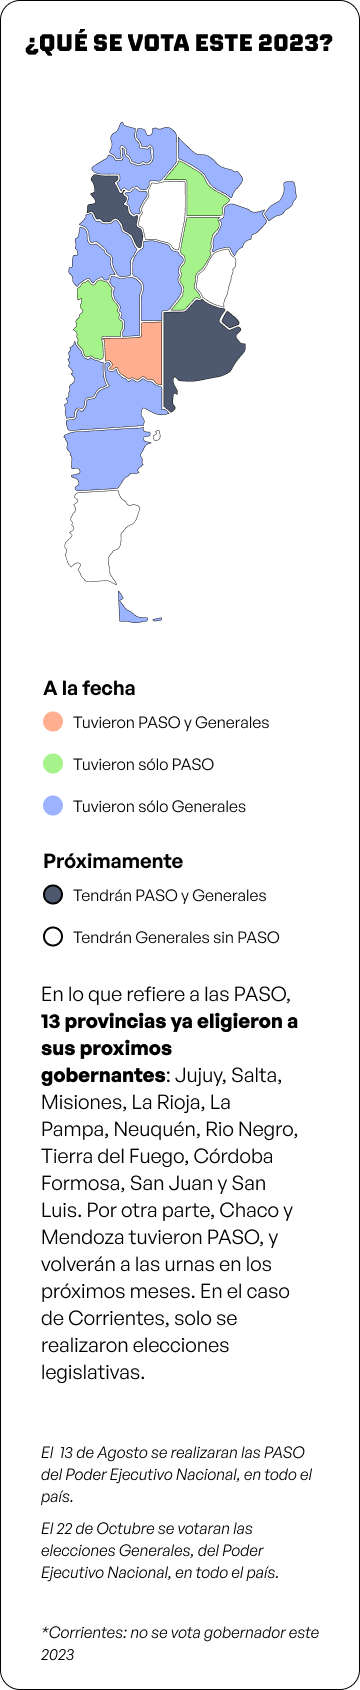 ¿QUÉ SE VOTA ESTE 2023?
A la fecha
Tuvieron PASO y Generales
Tuvieron sólo PASO
Tuvieron sólo Generales
Próximamente
Tendrán PASO y Generales
Tendrán Generales sin PASO
En lo que refiere a las PASO,
13 provincias ya eligieron a
sus proximos
gobernantes: Jujuy, Salta,
Misiones, La Rioja, La
Pampa, Neuquén, Rio Negro,
Tierra del Fuego, Córdoba
Formosa, San Juan y San
Luis. Por otra parte, Chaco y
Mendoza tuvieron PASO, y
volverán a las urnas en los
próximos meses. En el caso
de Corrientes, solo se
realizaron elecciones
legislativas.
El 13 de Agosto se realizaran las PASO
del Poder Ejecutivo Nacional, en todo el
país.
El 22 de Octubre se votaran las
elecciones Generales, del Poder
Ejecutivo Nacional, en todo el país.
*Corrientes: no se vota gobernador este
2023